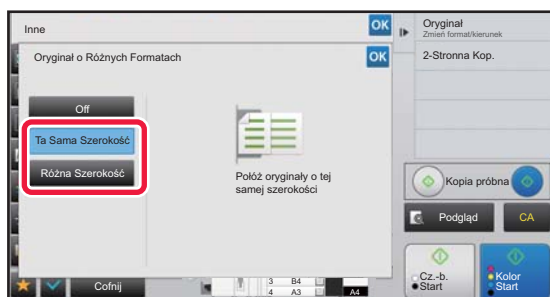 Inne
OK
Oryginał o Różnych Formatach
OK
Off
Ta Sama Szerokość
Różna Szerokość
Połóż oryginały o tej
samej szerokości
Cofnij
3 B4
4 A3
A4
Oryginał
Zmień format/kierunek
2-Stronna Kop.
Kopia próbna
Podgląd
CA
Cz.-b.
Start
Kolor
Start